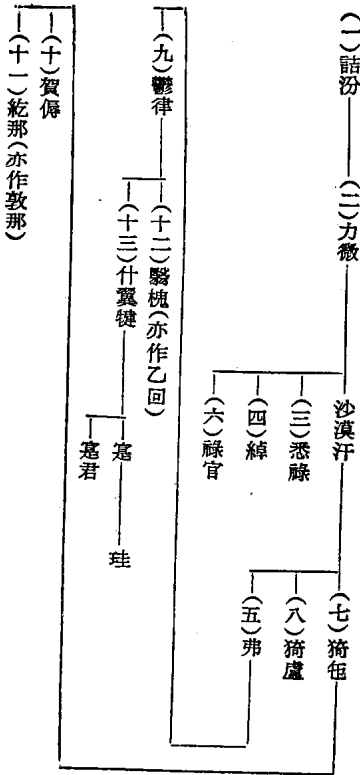 (一)詰汾
(二)力微
沙漠汗
(三)悉祿
(四)綽
(六)祿官
(七)猗㐌
(八)猗盧
(五)弗
(九)鬱律
(十二)翳槐(亦作乙回)
(十三)什翼犍
寔
寔君
珪
(十)賀傉
(十一)紇那(亦作敦那)